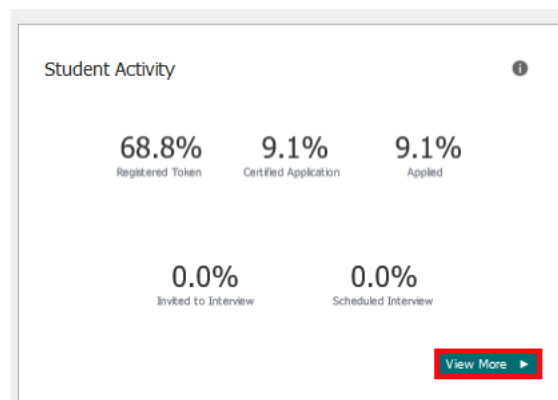 Student Activity
68.8% 9.1% 9.1%
Registered Token Certified Application Applied
0.0% 0.0%
Invited to Interview Scheduled Interview
View More